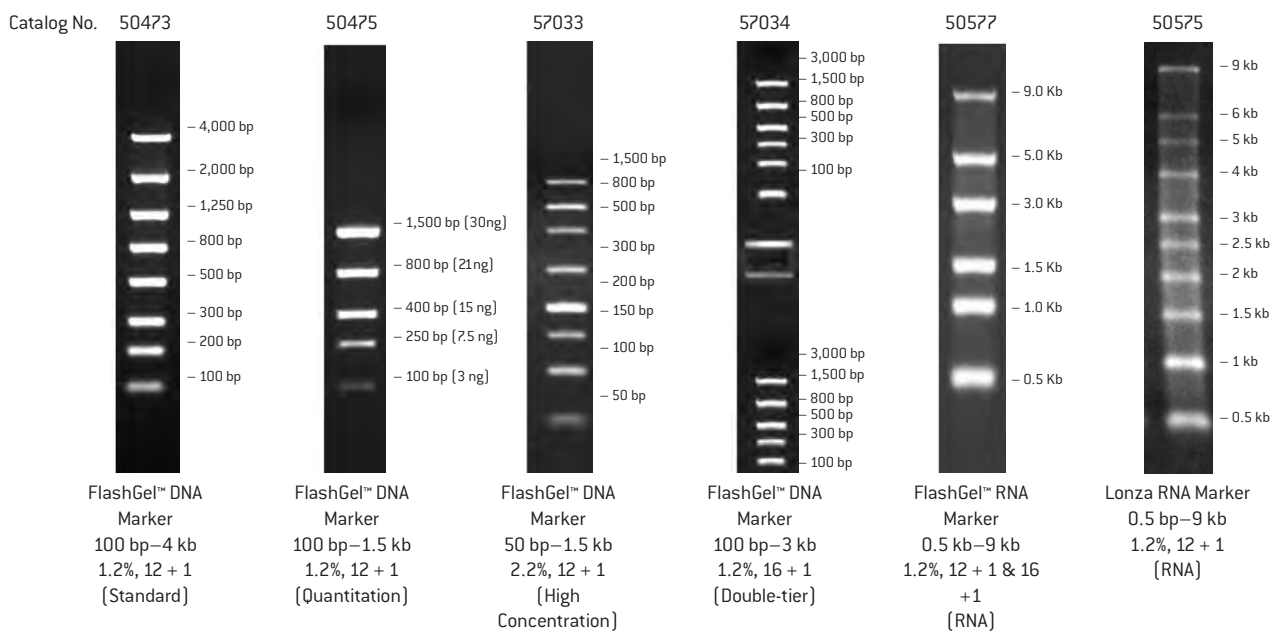 Catalog No. 50473 50475 57033 57034 50577 50575
– 4,000 bp
– 2,000 bp
– 1,250 bp
– 800 bp
– 500 bp
– 300 bp
– 200 bp
– 100 bp
– 1,500 bp (30ng)
– 800 bp (21ng)
– 400 bp (15 ng)
– 250 bp (7.5 ng)
– 100 bp (3 ng)
– 1,500 bp
– 800 bp
– 500 bp
– 300 bp
– 200 bp
– 150 bp
– 100 bp
– 50 bp
– 3,000 bp
– 1,500 bp
– 800 bp
– 500 bp
– 300 bp
– 100 bp
– 3,000 bp
– 1,500 bp
– 800 bp
– 500 bp
– 300 bp
– 100 bp
– 9.0 Kb
– 5.0 Kb
– 3.0 Kb
– 1.5 Kb
– 1.0 Kb
– 0.5 Kb
– 9 kb
– 6 kb
– 5 kb
– 4 kb
– 3 kb
– 2.5 kb
– 2 kb
– 1.5 kb
– 1 kb
– 0.5 kb
FlashGel™ DNA
Marker
100 bp–4 kb
1.2%, 12 + 1
(Standard)
FlashGel™ DNA
Marker
100 bp–1.5 kb
1.2%, 12 + 1
(Quantitation)
FlashGel™ DNA
Marker
50 bp–1.5 kb
2.2%, 12 + 1
(High
Concentration)
FlashGel™ DNA
Marker
100 bp–3 kb
1.2%, 16 + 1
(Double-tier)
FlashGel™ RNA
Marker
0.5 kb–9 kb
1.2%, 12 + 1 & 16
+1
(RNA)
Lonza RNA Marker
0.5 bp–9 kb
1.2%, 12 + 1
(RNA)